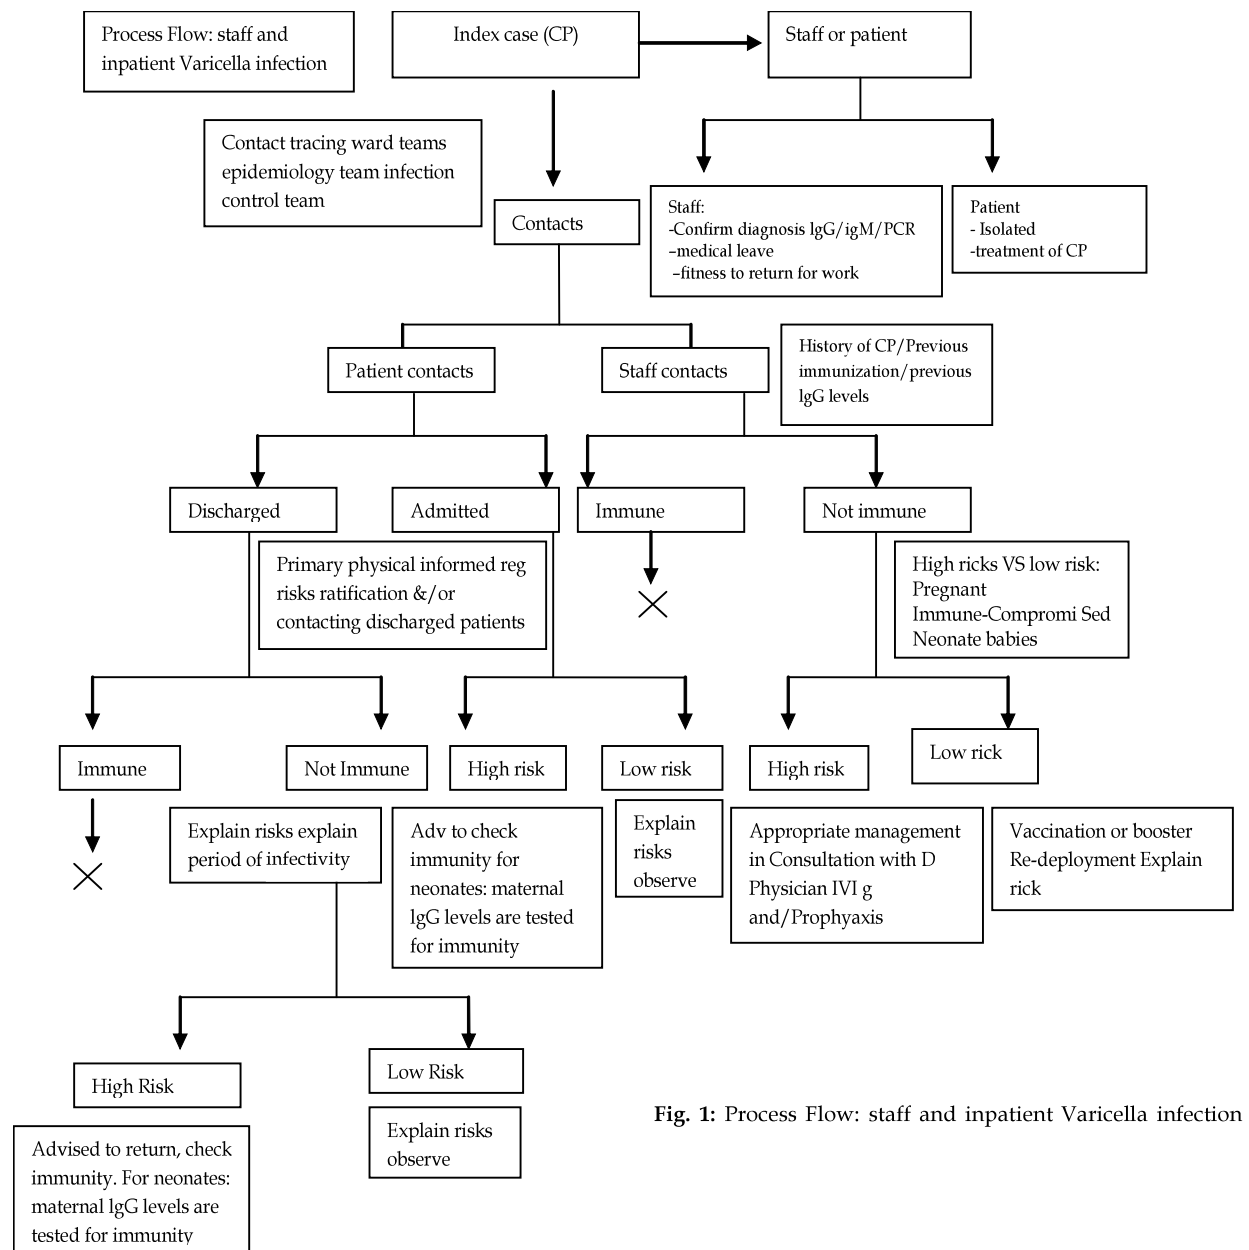 Process Flow: staff and
inpatient Varicella infection
Index case (CP)
Staff or patient
Contact tracing ward teams
epidemiology team infection
control team
Contacts
Staff:
-Confirm diagnosis lgG/igM/PCR
–medical leave
–fitness to return for work
Patient
- Isolated
-treatment of CP
Patient contacts
Staff contacts
History of CP/Previous
immunization/previous
lgG levels
Discharged
Admitted
Immune
Not immune
Primary physical informed reg
risks ratification &/or
contacting discharged patients
High ricks VS low risk:
Pregnant
Immune-Compromi Sed
Neonate babies
Immune
Not Immune
High risk
Low risk
High risk
Low rick
Explain risks explain
period of infectivity
Adv to check
immunity for
neonates: maternal
lgG levels are tested
for immunity
Explain
risks
observe
Appropriate management
in Consultation with D
Physician IVI g
and/Prophyaxis
Vaccination or booster
Re-deployment Explain
rick
High Risk
Low Risk
Advised to return, check
immunity. For neonates:
maternal lgG levels are
tested for immunity
Explain risks
observe
Fig. 1: Process Flow: staff and inpatient Varicella infection